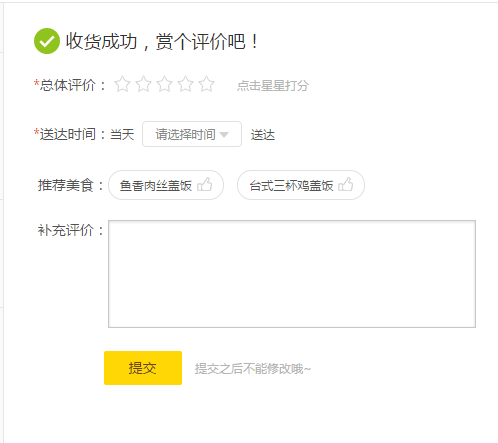 收货成功，赏个评价吧！
*总体评价： 点击星星打分
*送达时间：当天 请选择时间 送达
推荐美食： 鱼香肉丝盖饭 台式三杯鸡盖饭
补充评价：
提交 提交之后不能修改哦~